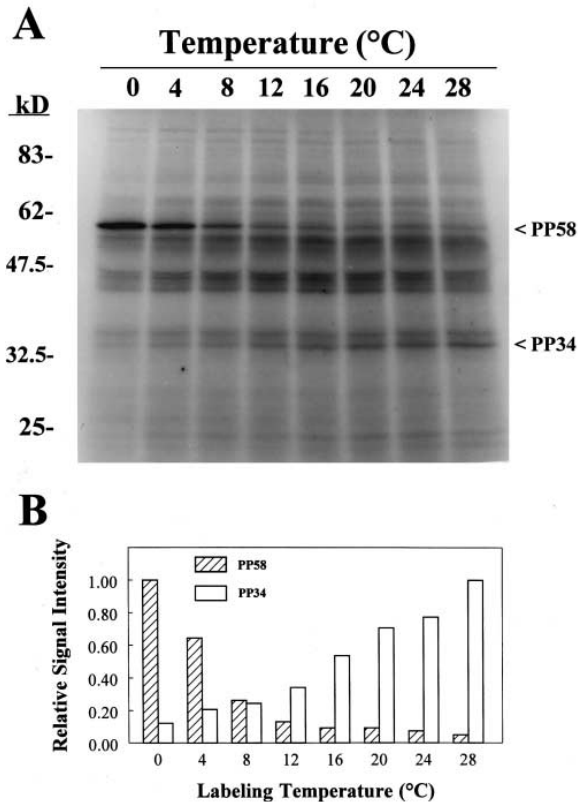 A
Temperature (°C)
0 4 8 12 16 20 24 28
kD
83-
62-
< PP58
47.5-
< PP34
32.5-
25-
B
Relative Signal Intensity
1.00
0.80
0.60
0.40
0.20
0.00
PP58
PP34
0 4 8 12 16 20 24 28
Labeling Temperature (°C)